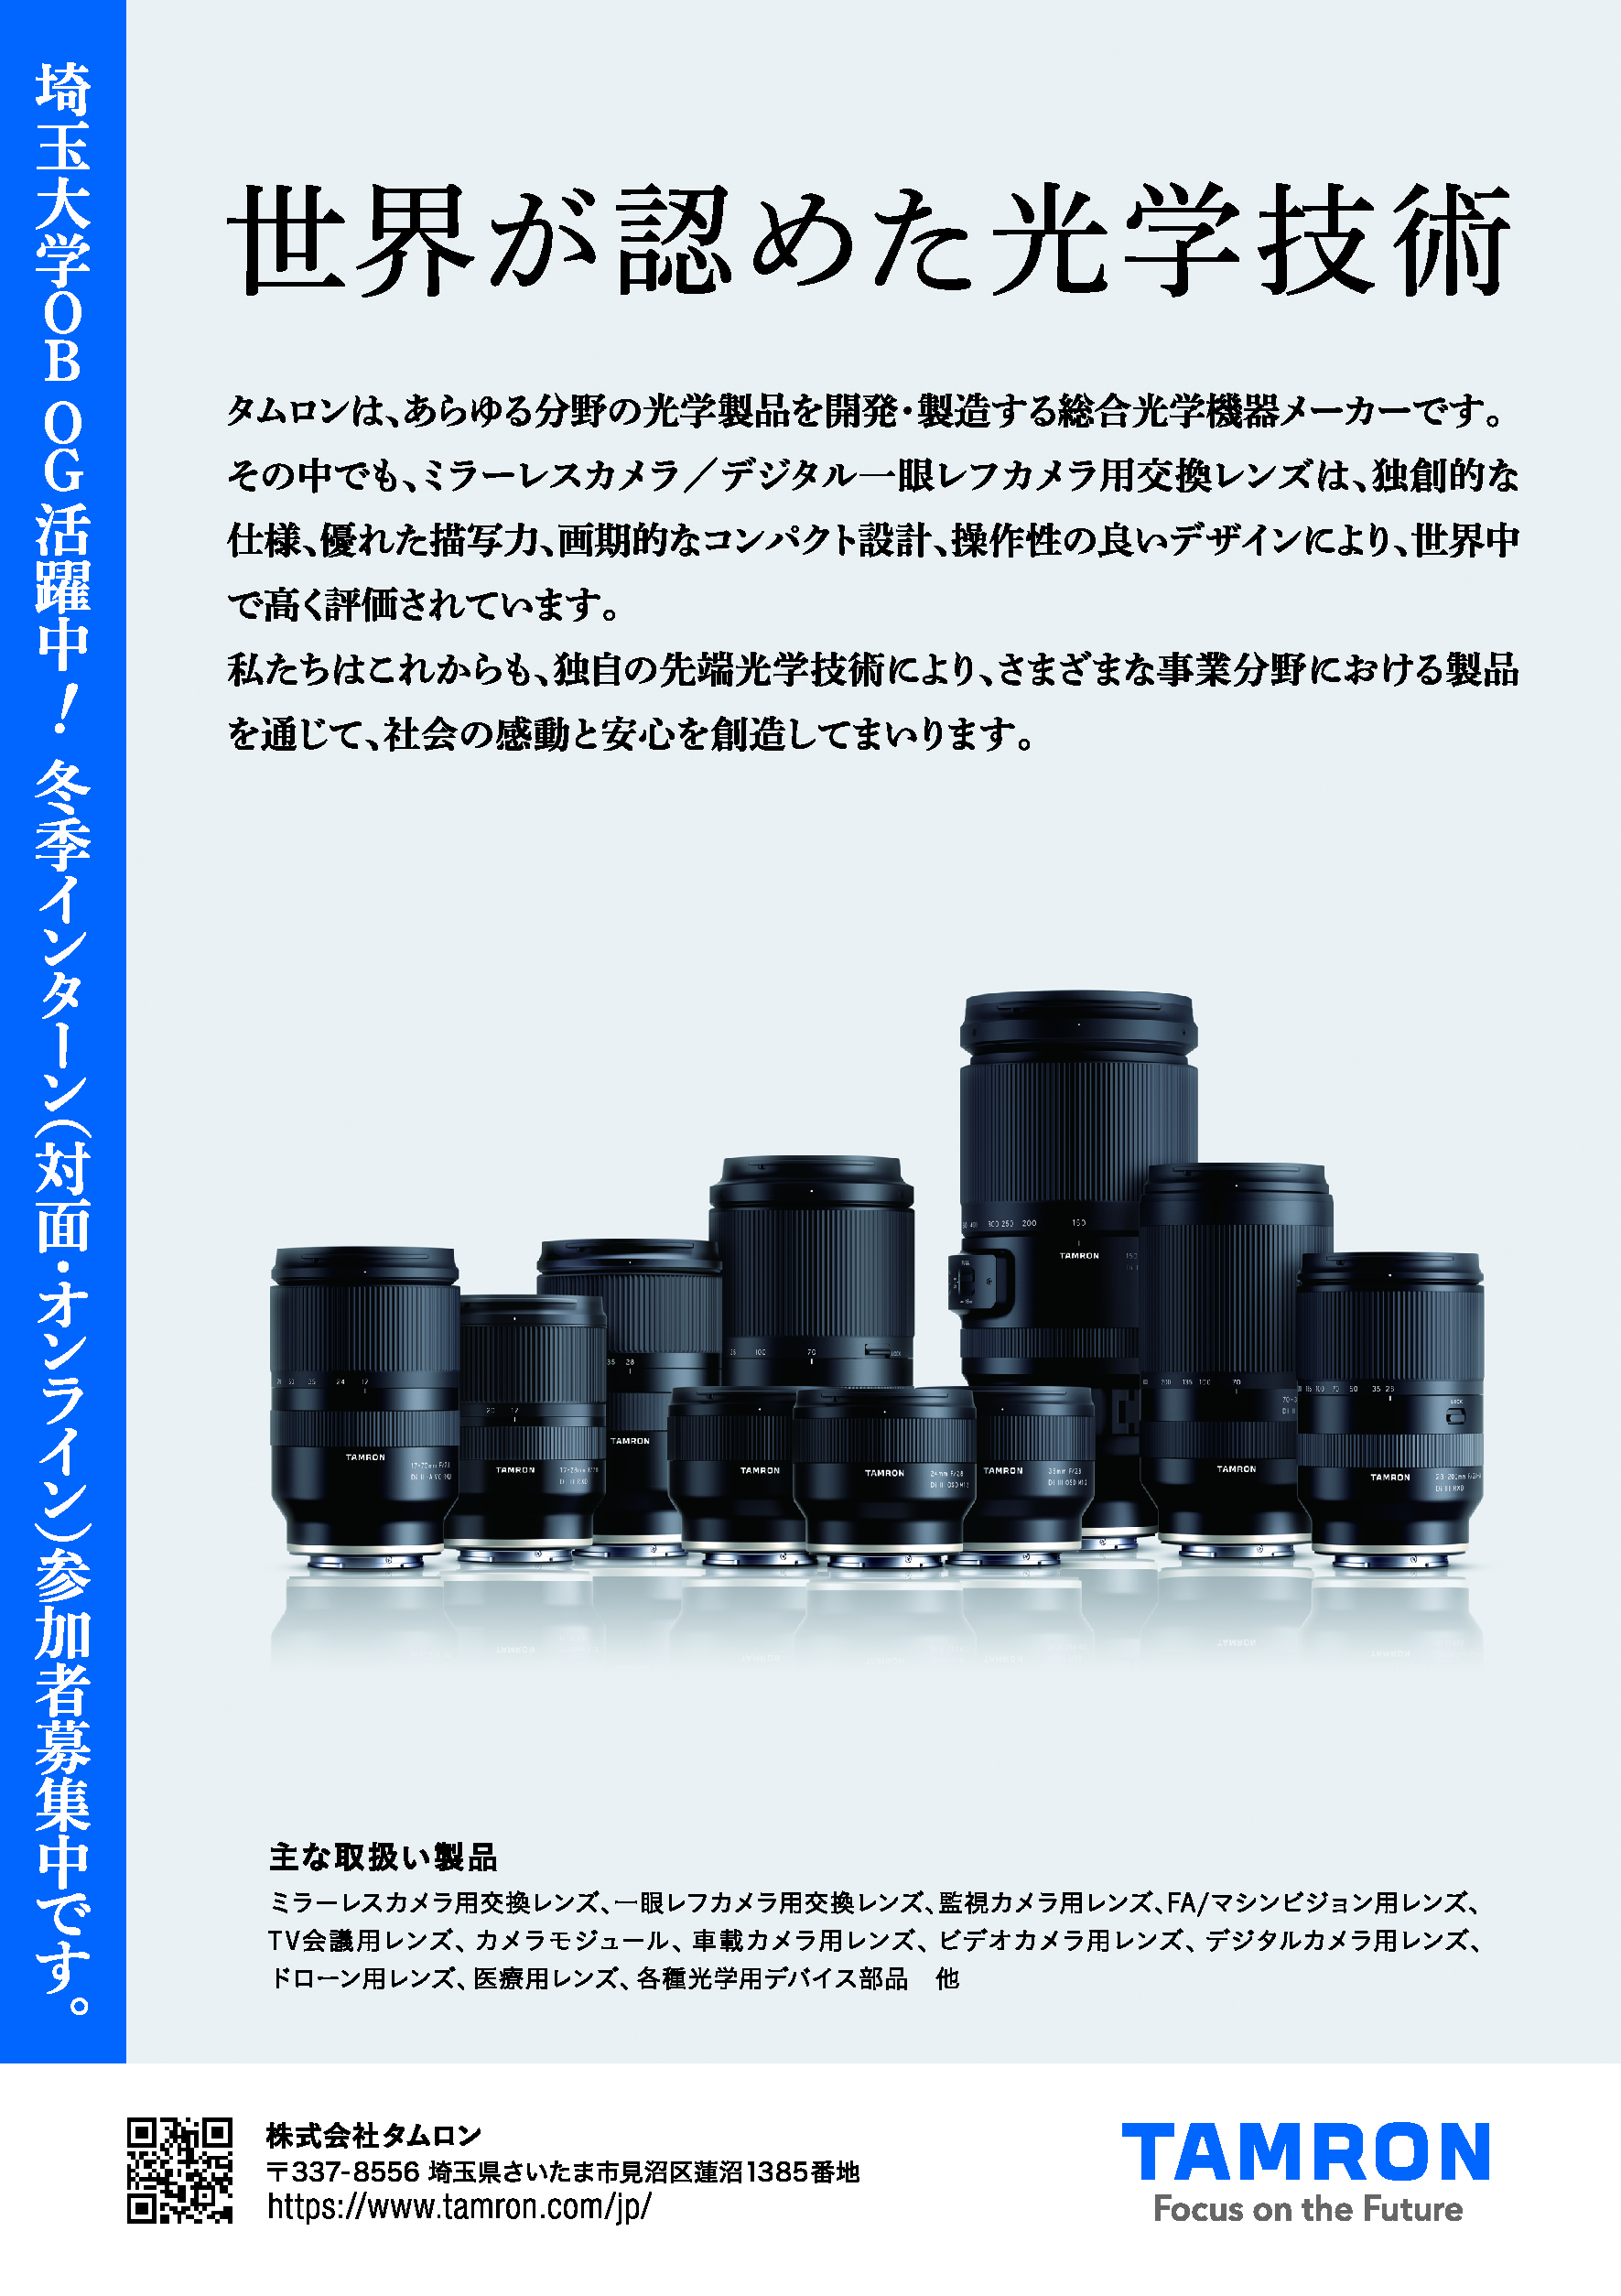 埼玉大学OB OG活躍中！冬季インターン（対面・オンライン）参加者募集中です。
世界が認めた光学技術
タムロンは、あらゆる分野の光学製品を開発・製造する総合光学機器メーカーです。
その中でも、ミラーレスカメラ／デジタル一眼レフカメラ用交換レンズは、独創的な
仕様、優れた描写力、画期的なコンパクト設計、操作性の良いデザインにより、世界中
で高く評価されています。
私たちはこれからも、独自の先端光学技術により、さまざまな事業分野における製品
を通じて、社会の感動と安心を創造してまいります。
TAMRON
TAMRON
TAMRON
TAMRON
TAMRON
TAMRON
TAMRON
TAMRON
TAMRON
主な取扱い製品
ミラーレスカメラ用交換レンズ、一眼レフカメラ用交換レンズ、監視カメラ用レンズ、FA/マシンビジョン用レンズ、
TV会議用レンズ、カメラモジュール、車載カメラ用レンズ、ビデオカメラ用レンズ、デジタルカメラ用レンズ、
ドローン用レンズ、医療用レンズ、各種光学用デバイス部品　他
株式会社タムロン
〒337-8556 埼玉県さいたま市見沼区蓮沼1385番地
https://www.tamron.com/jp/
TAMRON
Focus on the Future